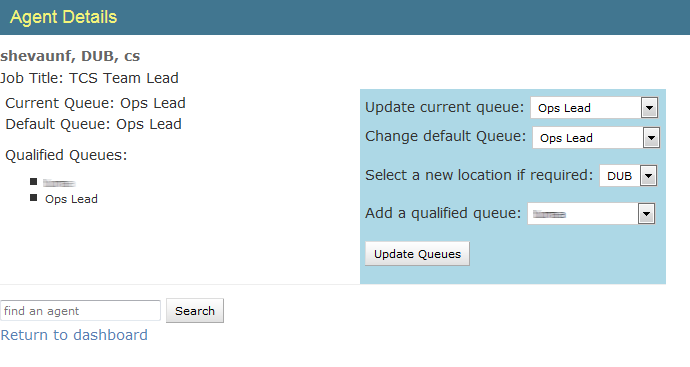 Agent Details
shevaunf, DUB, cs
Job Title: TCS Team Lead
Current Queue: Ops Lead
Default Queue: Ops Lead
Qualified Queues:
Ops Lead
Update current queue: Ops Lead
Change default Queue: Ops Lead
Select a new location if required: DUB
Add a qualified queue:
Update Queues
find an agent Search
Return to dashboard